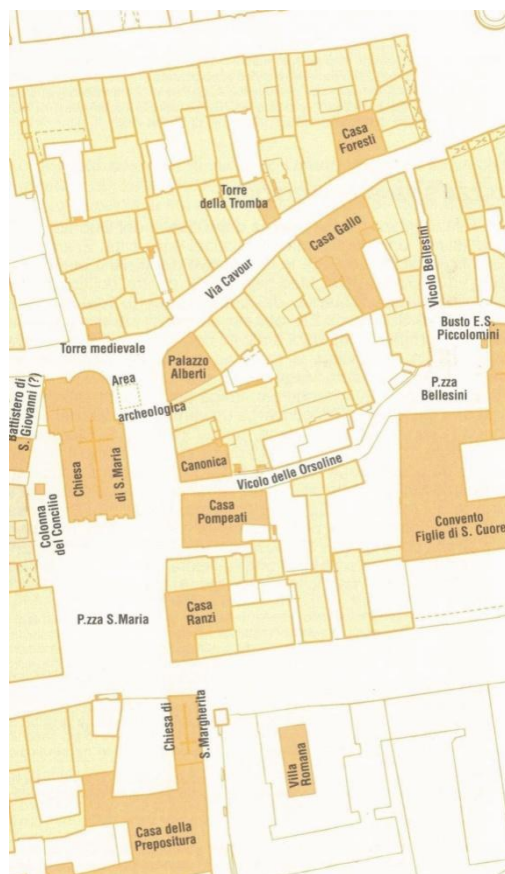 Casa
Foresti
Torre
della Tromba
Casa Gallo
Via Cavour
Vicolo Bellesini
Busto E.S.
Piccolomini
Torre medievale
Palazzo
Alberti
Area
archeologica
P.zza
Bellesini
Battistero di
S. Giovanni (?)
Chiesa
di S.Maria
Canonica
Vicolo delle Orsoline
Colonna
del Concilio
Casa
Pompeati
Convento
Figlie di S. Cuore
P.zza S.Maria
Casa
Ranzi
Chiesa di
S.Margherita
Villa
Romana
Casa della
Prepositura